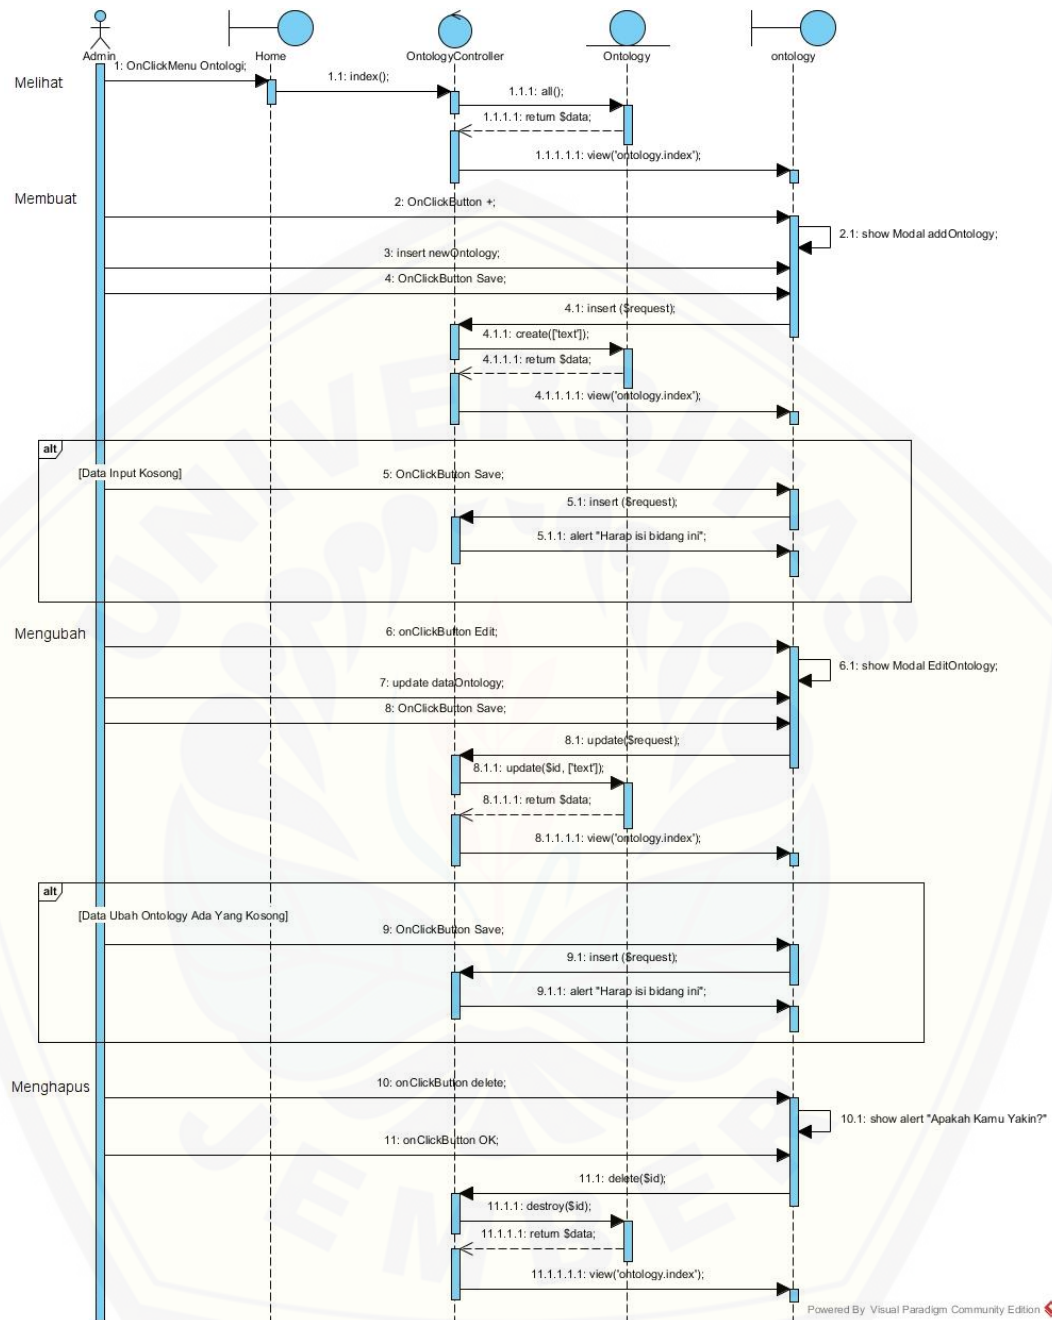 Admin
Home
OntologyController
Ontology
ontology
Melihat
1: OnClickMenu Ontologi;
1.1: index();
1.1.1: all();
1.1.1.1: return $data;
1.1.1.1.1: view('ontology.index');
Membuat
2: OnClickButton +;
2.1: show Modal addOntology;
3: insert newOntology;
4: OnClickButton Save;
4.1: insert ($request);
4.1.1: create(['text']);
4.1.1.1: return $data;
4.1.1.1.1: view('ontology.index');
alt
[Data Input Kosong]
5: OnClickButton Save;
5.1: insert ($request);
5.1.1: alert "Harap isi bidang ini";
Mengubah
6: onClickButton Edit;
6.1: show Modal EditOntology;
7: update dataOntology;
8: OnClickButton Save;
8.1: update($request);
8.1.1: update($id, ['text']);
8.1.1.1: return $data;
8.1.1.1.1: view('ontology.index');
alt
[Data Ubah Ontology Ada Yang Kosong]
9: OnClickButton Save;
9.1: insert ($request);
9.1.1: alert "Harap isi bidang ini";
Menghapus
10: onClickButton delete;
10.1: show alert "Apakah Kamu Yakin?"
11: onClickButton OK;
11.1: delete($id);
11.1.1: destroy($id);
11.1.1.1: return $data;
11.1.1.1.1: view('ontology.index');
UNIVERSITAS
JEMBER
Powered By Visual Paradigm Community Edition